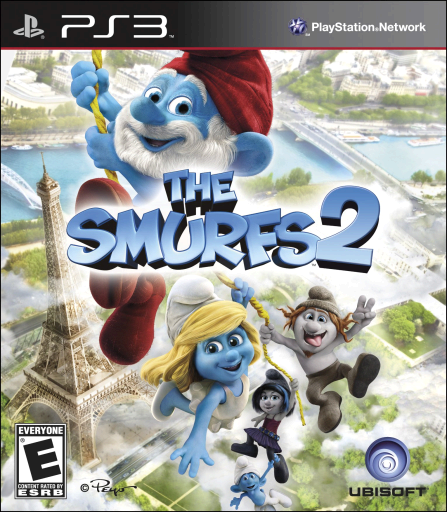 PS3
PlayStation®Network
THE
SMURFS 2
EVERYONE
E
CONTENT RATED BY
ESRB
© Peyo
UBISOFT